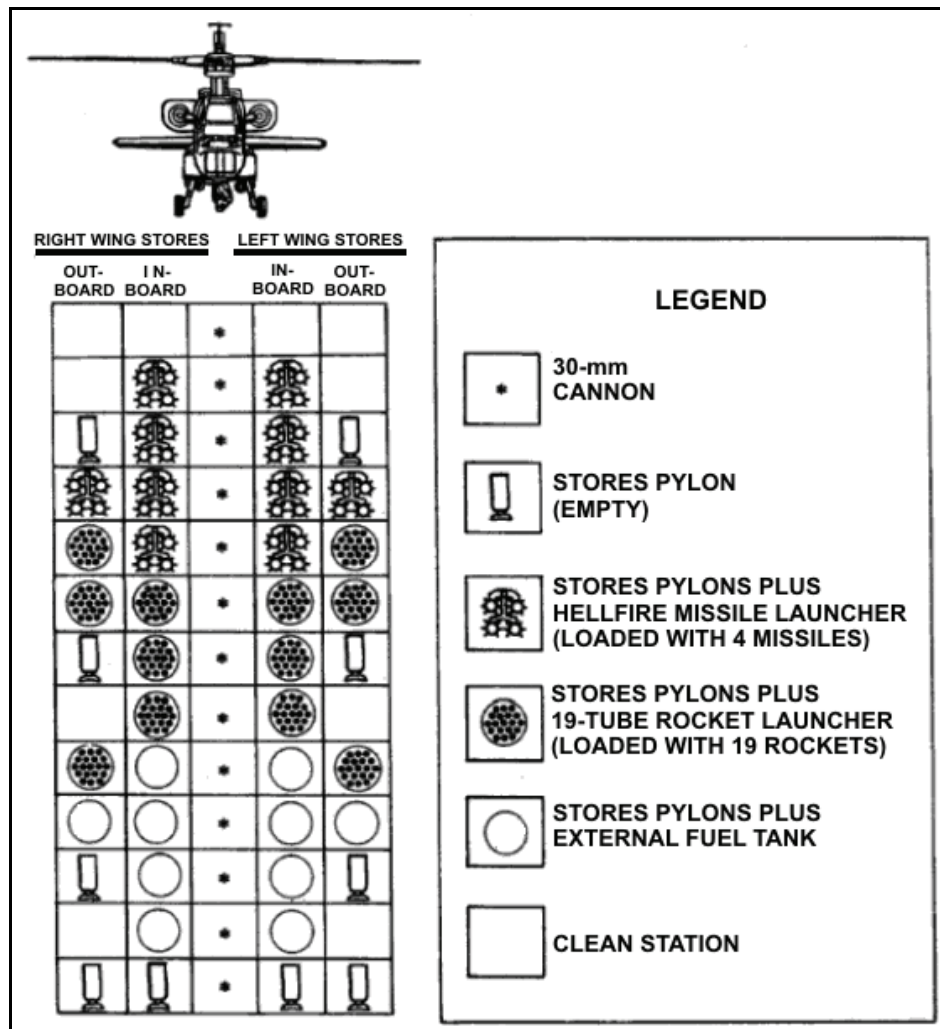 RIGHT WING STORES LEFT WING STORES
OUT- I N- IN- OUT-
BOARD BOARD BOARD BOARD
LEGEND
30-mm
CANNON
STORES PYLON
(EMPTY)
STORES PYLONS PLUS
HELLFIRE MISSILE LAUNCHER
(LOADED WITH 4 MISSILES)
STORES PYLONS PLUS
19-TUBE ROCKET LAUNCHER
(LOADED WITH 19 ROCKETS)
STORES PYLONS PLUS
EXTERNAL FUEL TANK
CLEAN STATION